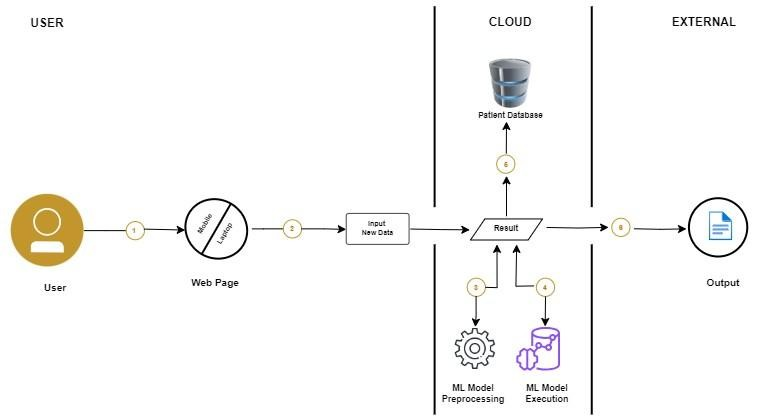 USER
CLOUD
EXTERNAL
Patient Database
5
Mobile
Laptop
1
2
Input
New Data
Result
6
User
Web Page
Output
3
4
ML Model
Preprocessing
ML Model
Execution